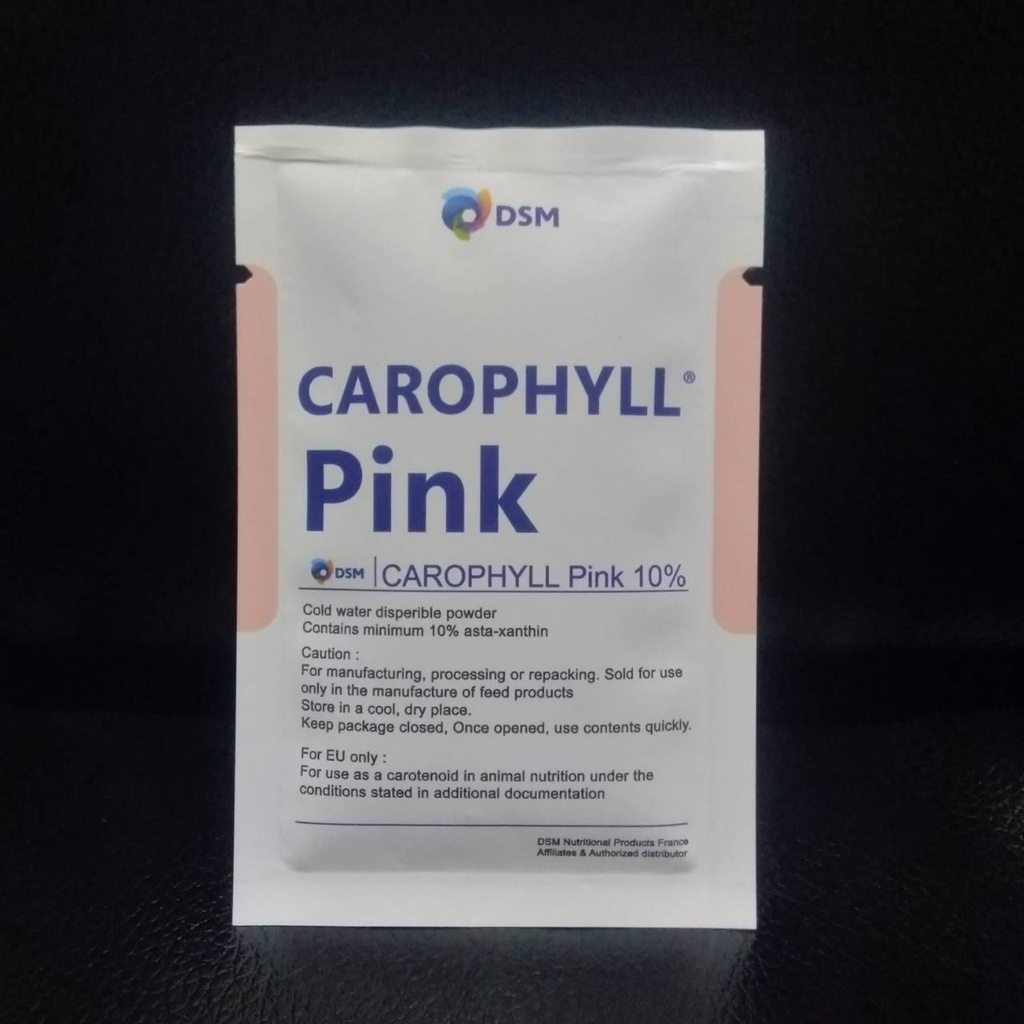 DSM
CAROPHYLL®
Pink
DSM | CAROPHYLL Pink 10%
Cold water disperible powder
Contains minimum 10% asta-xanthin
Caution :
For manufacturing, processing or repacking. Sold for use
only in the manufacture of feed products
Store in a cool, dry place.
Keep package closed, Once opened, use contents quickly.
For EU only :
For use as a carotenoid in animal nutrition under the
conditions stated in additional documentation
DSM Nutritional Products France
Affiliates & Authorized distributor